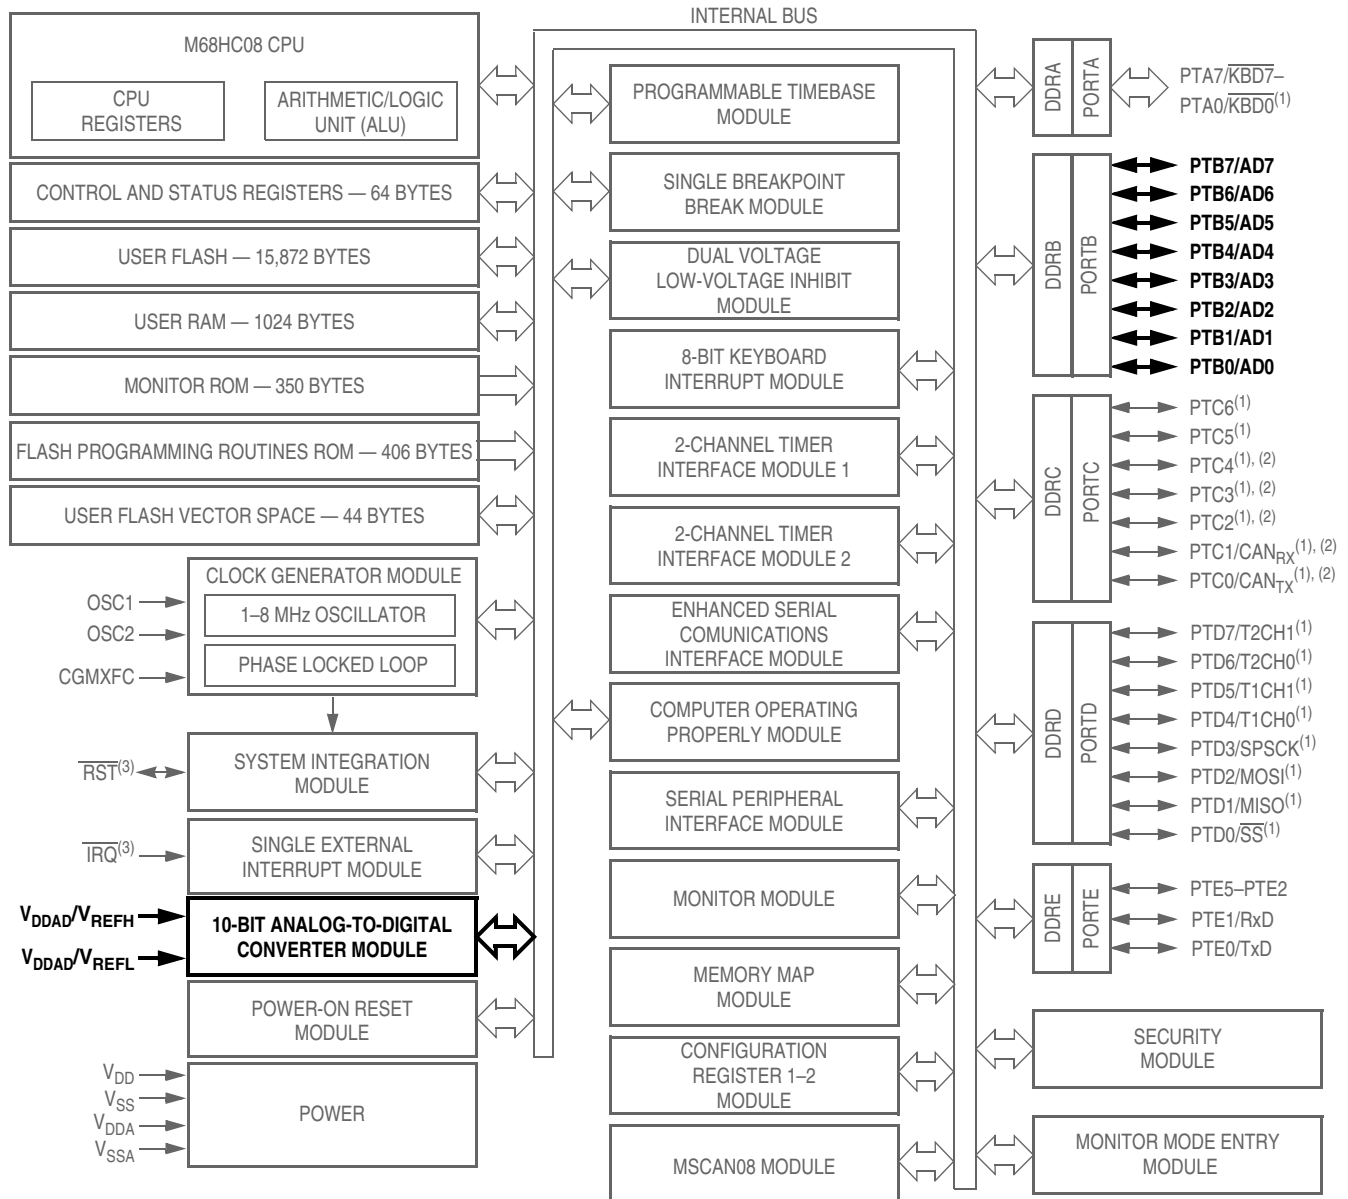 INTERNAL BUS
M68HC08 CPU
CPU
REGISTERS
ARITHMETIC/LOGIC
UNIT (ALU)
CONTROL AND STATUS REGISTERS — 64 BYTES
USER FLASH — 15,872 BYTES
USER RAM — 1024 BYTES
MONITOR ROM — 350 BYTES
FLASH PROGRAMMING ROUTINES ROM — 406 BYTES
USER FLASH VECTOR SPACE — 44 BYTES
CLOCK GENERATOR MODULE
1–8 MHz OSCILLATOR
PHASE LOCKED LOOP
OSC1
OSC2
CGMXFC
SYSTEM INTEGRATION
MODULE
RST(3)
SINGLE EXTERNAL
INTERRUPT MODULE
IRQ(3)
10-BIT ANALOG-TO-DIGITAL
CONVERTER MODULE
VDDAD/VREFH
VDDAD/VREFL
POWER-ON RESET
MODULE
POWER
VDD
VSS
VDDA
VSSA
PROGRAMMABLE TIMEBASE
MODULE
SINGLE BREAKPOINT
BREAK MODULE
DUAL VOLTAGE
LOW-VOLTAGE INHIBIT
MODULE
8-BIT KEYBOARD
INTERRUPT MODULE
2-CHANNEL TIMER
INTERFACE MODULE 1
2-CHANNEL TIMER
INTERFACE MODULE 2
ENHANCED SERIAL
COMUNICATIONS
INTERFACE MODULE
COMPUTER OPERATING
PROPERLY MODULE
SERIAL PERIPHERAL
INTERFACE MODULE
MONITOR MODULE
MEMORY MAP
MODULE
CONFIGURATION
REGISTER 1–2
MODULE
MSCAN08 MODULE
DDRA
PORTA
PTA7/KBD7–
PTA0/KBD0(1)
DDRB
PORTB
PTB7/AD7
PTB6/AD6
PTB5/AD5
PTB4/AD4
PTB3/AD3
PTB2/AD2
PTB1/AD1
PTB0/AD0
DDRC
PORTC
PTC6(1)
PTC5(1)
PTC4(1), (2)
PTC3(1), (2)
PTC2(1), (2)
PTC1/CANRX(1), (2)
PTC0/CANTX(1), (2)
DDRD
PORTD
PTD7/T2CH1(1)
PTD6/T2CH0(1)
PTD5/T1CH1(1)
PTD4/T1CH0(1)
PTD3/SPSCK(1)
PTD2/MOSI(1)
PTD1/MISO(1)
PTD0/SS(1)
DDRE
PORTE
PTE5–PTE2
PTE1/RxD
PTE0/TxD
SECURITY
MODULE
MONITOR MODE ENTRY
MODULE